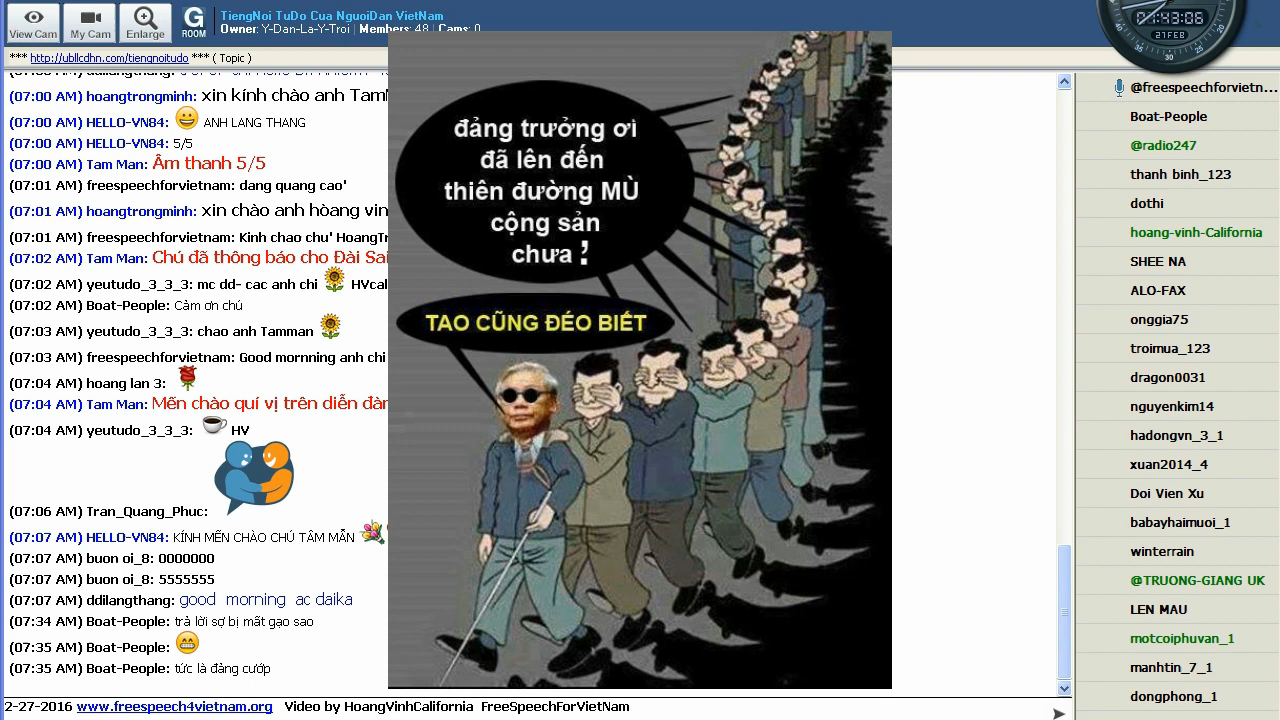 View Cam
My Cam
Enlarge
G
ROOM
TiengNoi TuDo Cua NguoiDan VietNam
Owner: Y-Dan-La-Y-Troi | Members: 48 | Cams: 0
*** http://ubllcdhn.com/tiengnoitudo *** ( Topic )
(07:00 AM) hoangtrongminh: xin kính chào anh TamM
(07:00 AM) HELLO-VN84: ANH LANG THANG
(07:00 AM) HELLO-VN84: 5/5
(07:00 AM) Tam Man: Âm thanh 5/5
(07:01 AM) freespeechforvietnam: dang quang cao'
(07:01 AM) hoangtrongminh: xin chào anh hòang vin
(07:01 AM) freespeechforvietnam: Kinh chao chu' HoangTr
(07:02 AM) Tam Man: Chú đã thông báo cho Đài Sai
(07:02 AM) yeutudo_3_3_3: mc dd- cac anh chi HVcal
(07:02 AM) Boat-People: Cảm ơn chú
(07:03 AM) yeutudo_3_3_3: chao anh Tamman
(07:03 AM) freespeechforvietnam: Good mornning anh chi
(07:04 AM) hoang lan 3:
(07:04 AM) Tam Man: Mến chào quí vị trên diễn đàn
(07:04 AM) yeutudo_3_3_3: HV
(07:06 AM) Tran_Quang_Phuc:
(07:07 AM) HELLO-VN84: KÍNH MẾN CHÀO CHÚ TÂM MẪN
(07:07 AM) buon oi_8: 0000000
(07:07 AM) buon oi_8: 5555555
(07:07 AM) ddilangthang: good morning ac daika
(07:34 AM) Boat-People: trả lời sợ bị mất gạo sao
(07:35 AM) Boat-People:
(07:35 AM) Boat-People: tức là đảng cướp
2-27-2016 www.freespeech4vietnam.org Video by HoangVinhCalifornia FreeSpeechForVietNam
đảng trưởng ơi
đã lên đến
thiên đường MÙ
cộng sản
chưa ?
TAO CŨNG ĐÉO BIẾT
07:43:08
21 FEB
20
25
30
35
40
@freespeechforvietn...
Boat-People
@radio247
thanh binh_123
dothi
hoang-vinh-California
SHEE NA
ALO-FAX
onggia75
troimua_123
dragon0031
nguyenkim14
hadongvn_3_1
xuan2014_4
Doi Vien Xu
babayhaimuoi_1
winterrain
@TRUONG-GIANG UK
LEN MAU
motcoiphuvan_1
manhtin_7_1
dongphong_1